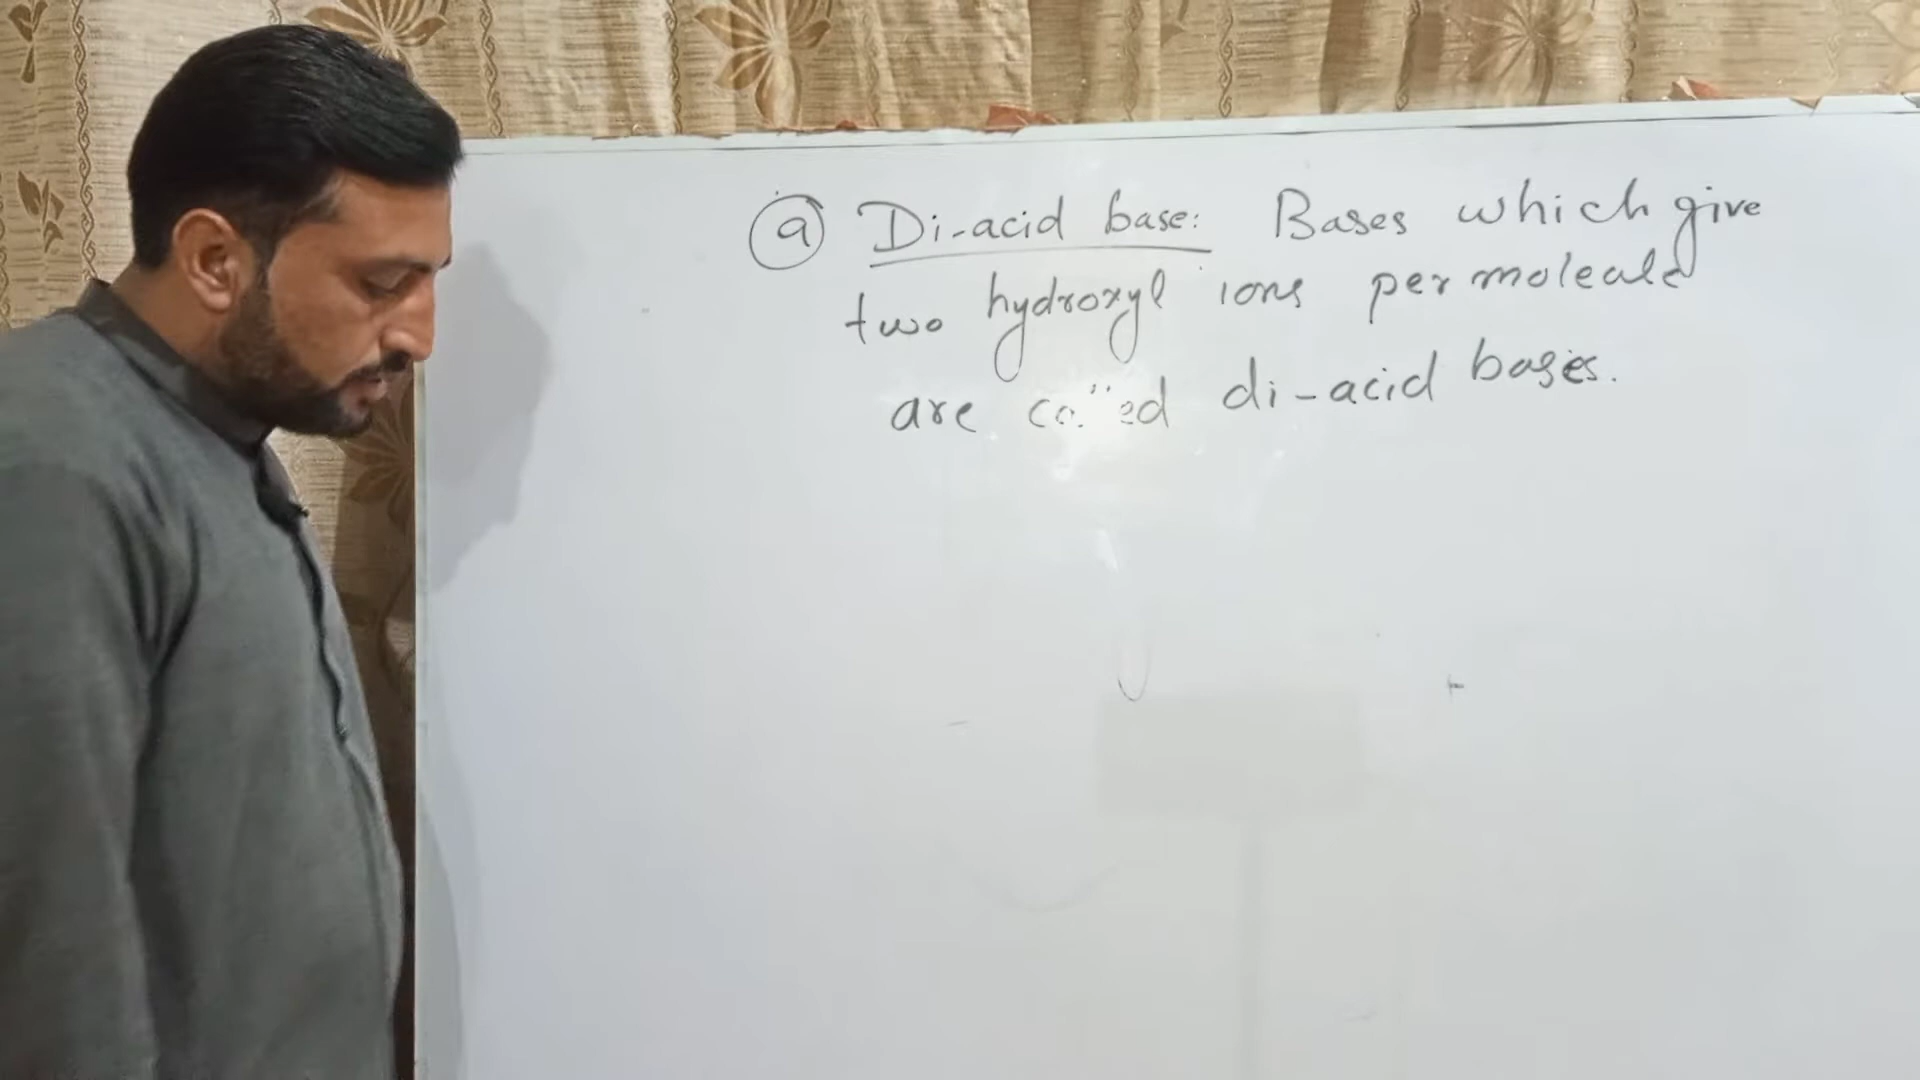 (a) Di-acid base: Bases which give
two hydroxyl ions per molecule
are called di-acid bases.